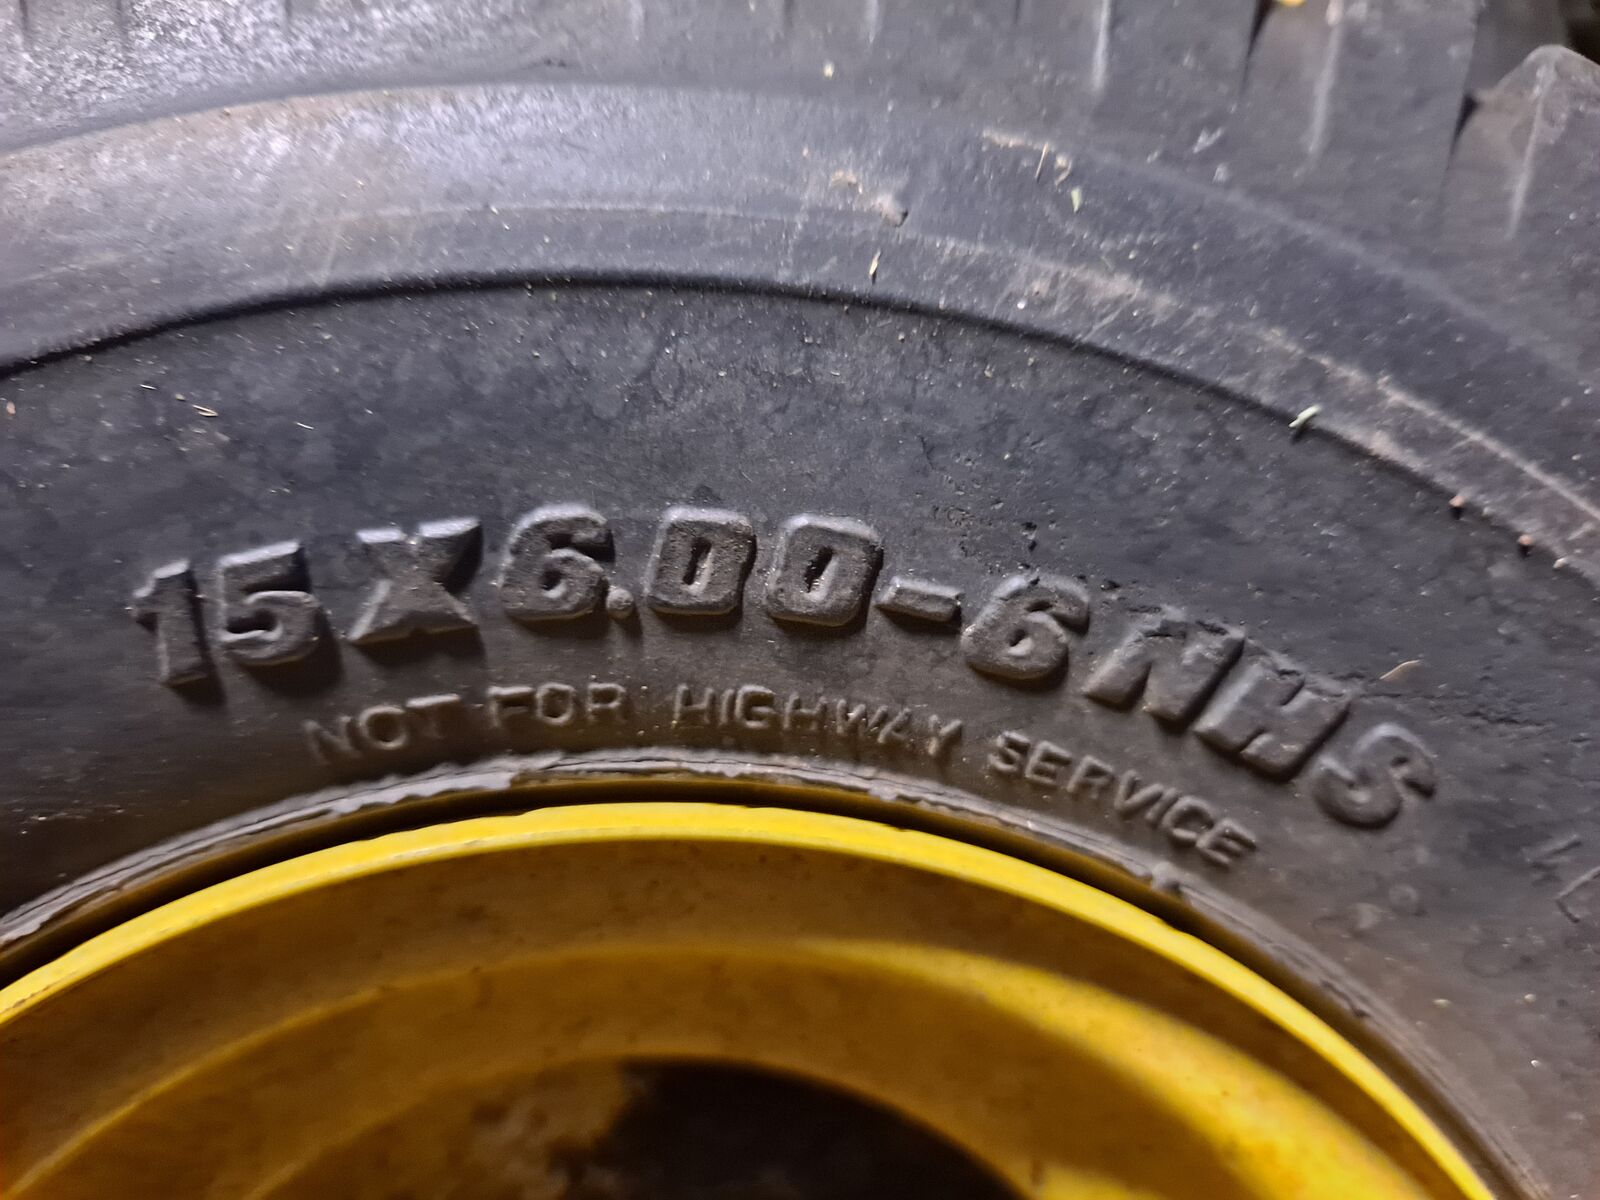 15X6.00-6NHS
NOT FOR HIGHWAY SERVICE